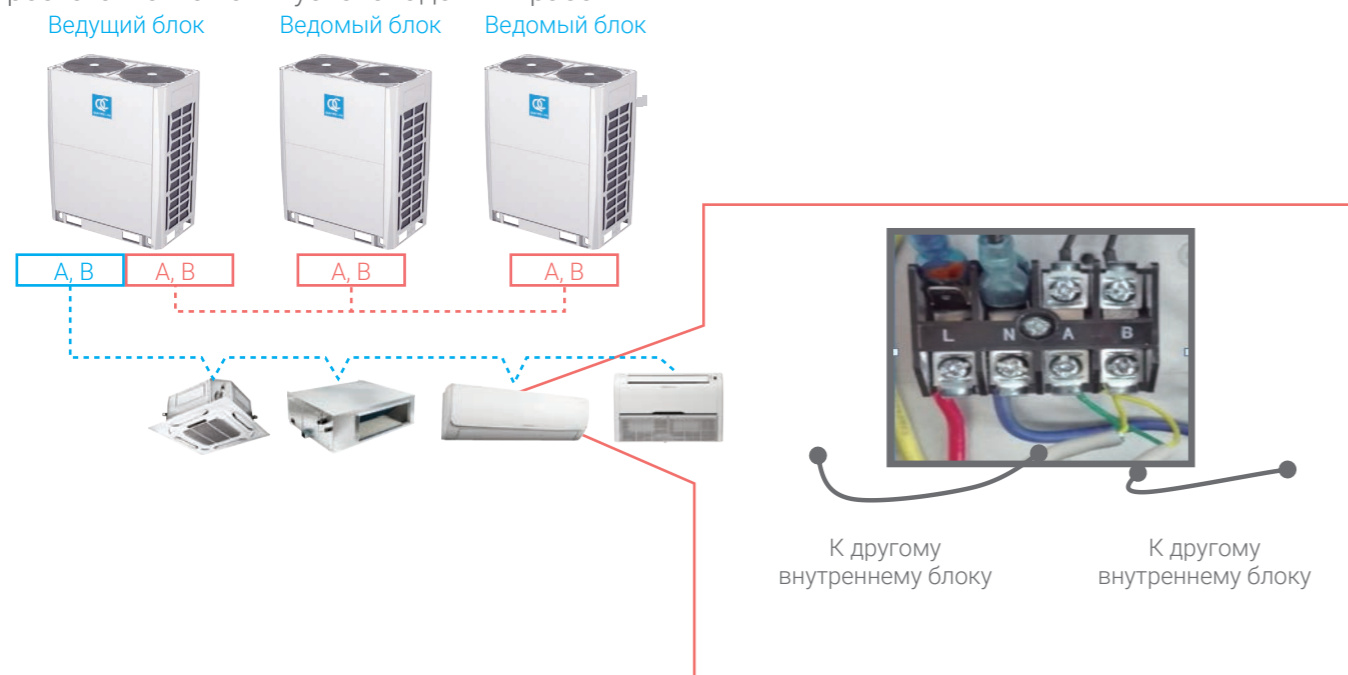 Ведущий блок
Ведомый блок
Ведомый блок
A, B
A, B
A, B
A, B
L N A B
К другому
внутреннему блоку
К другому
внутреннему блоку